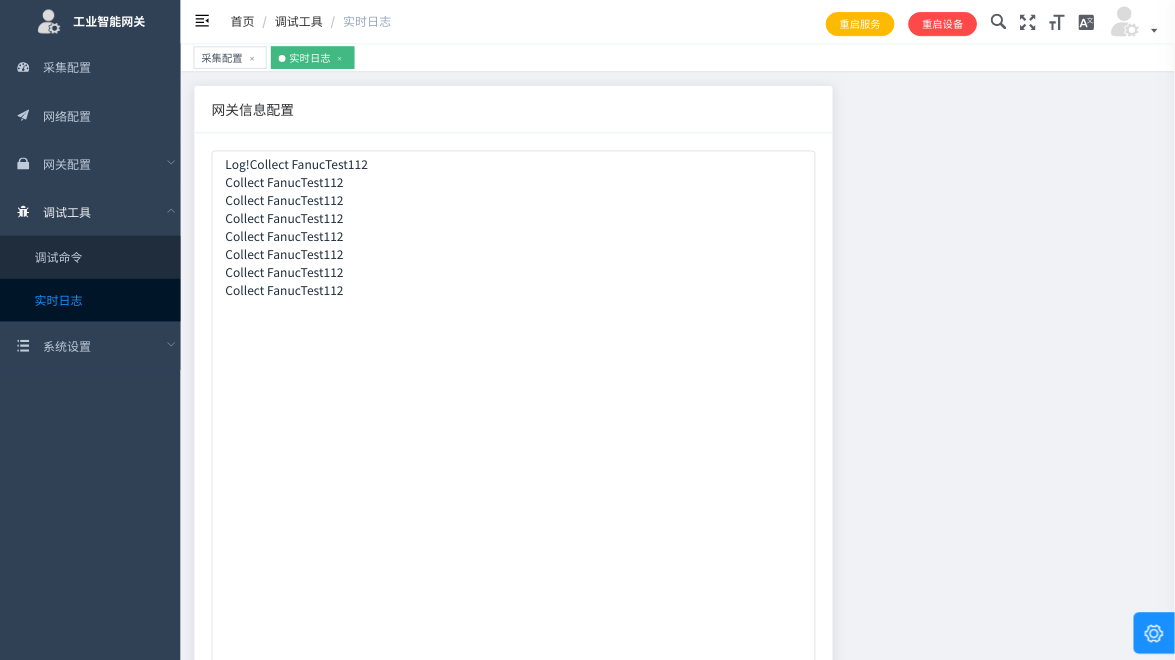 工业智能网关
首页 / 调试工具 / 实时日志
重启服务
重启设备
采集配置 ×
实时日志 ×
采集配置
网络配置
网关配置
调试工具
调试命令
实时日志
系统设置
网关信息配置
Log!Collect FanucTest112
Collect FanucTest112
Collect FanucTest112
Collect FanucTest112
Collect FanucTest112
Collect FanucTest112
Collect FanucTest112
Collect FanucTest112